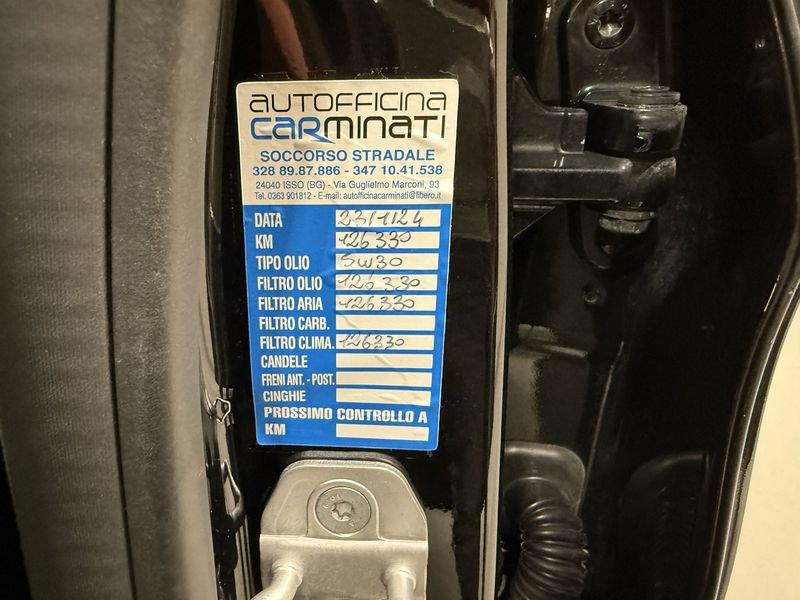 AUTOFFICINA
CARMINATI
SOCCORSO STRADALE
328 89.87.886 - 347 10.41.538
24040 ISSO (BG) - Via Guglielmo Marconi, 93
Tel. 0363 901812 - E-mail: autofficinacarminati@libero.it
DATA 23/1/24
KM 126330
TIPO OLIO 5W30
FILTRO OLIO 126330
FILTRO ARIA 126330
FILTRO CARB.
FILTRO CLIMA. 126330
CANDELE
FRENI ANT. - POST.
CINGHIE
PROSSIMO CONTROLLO A
KM